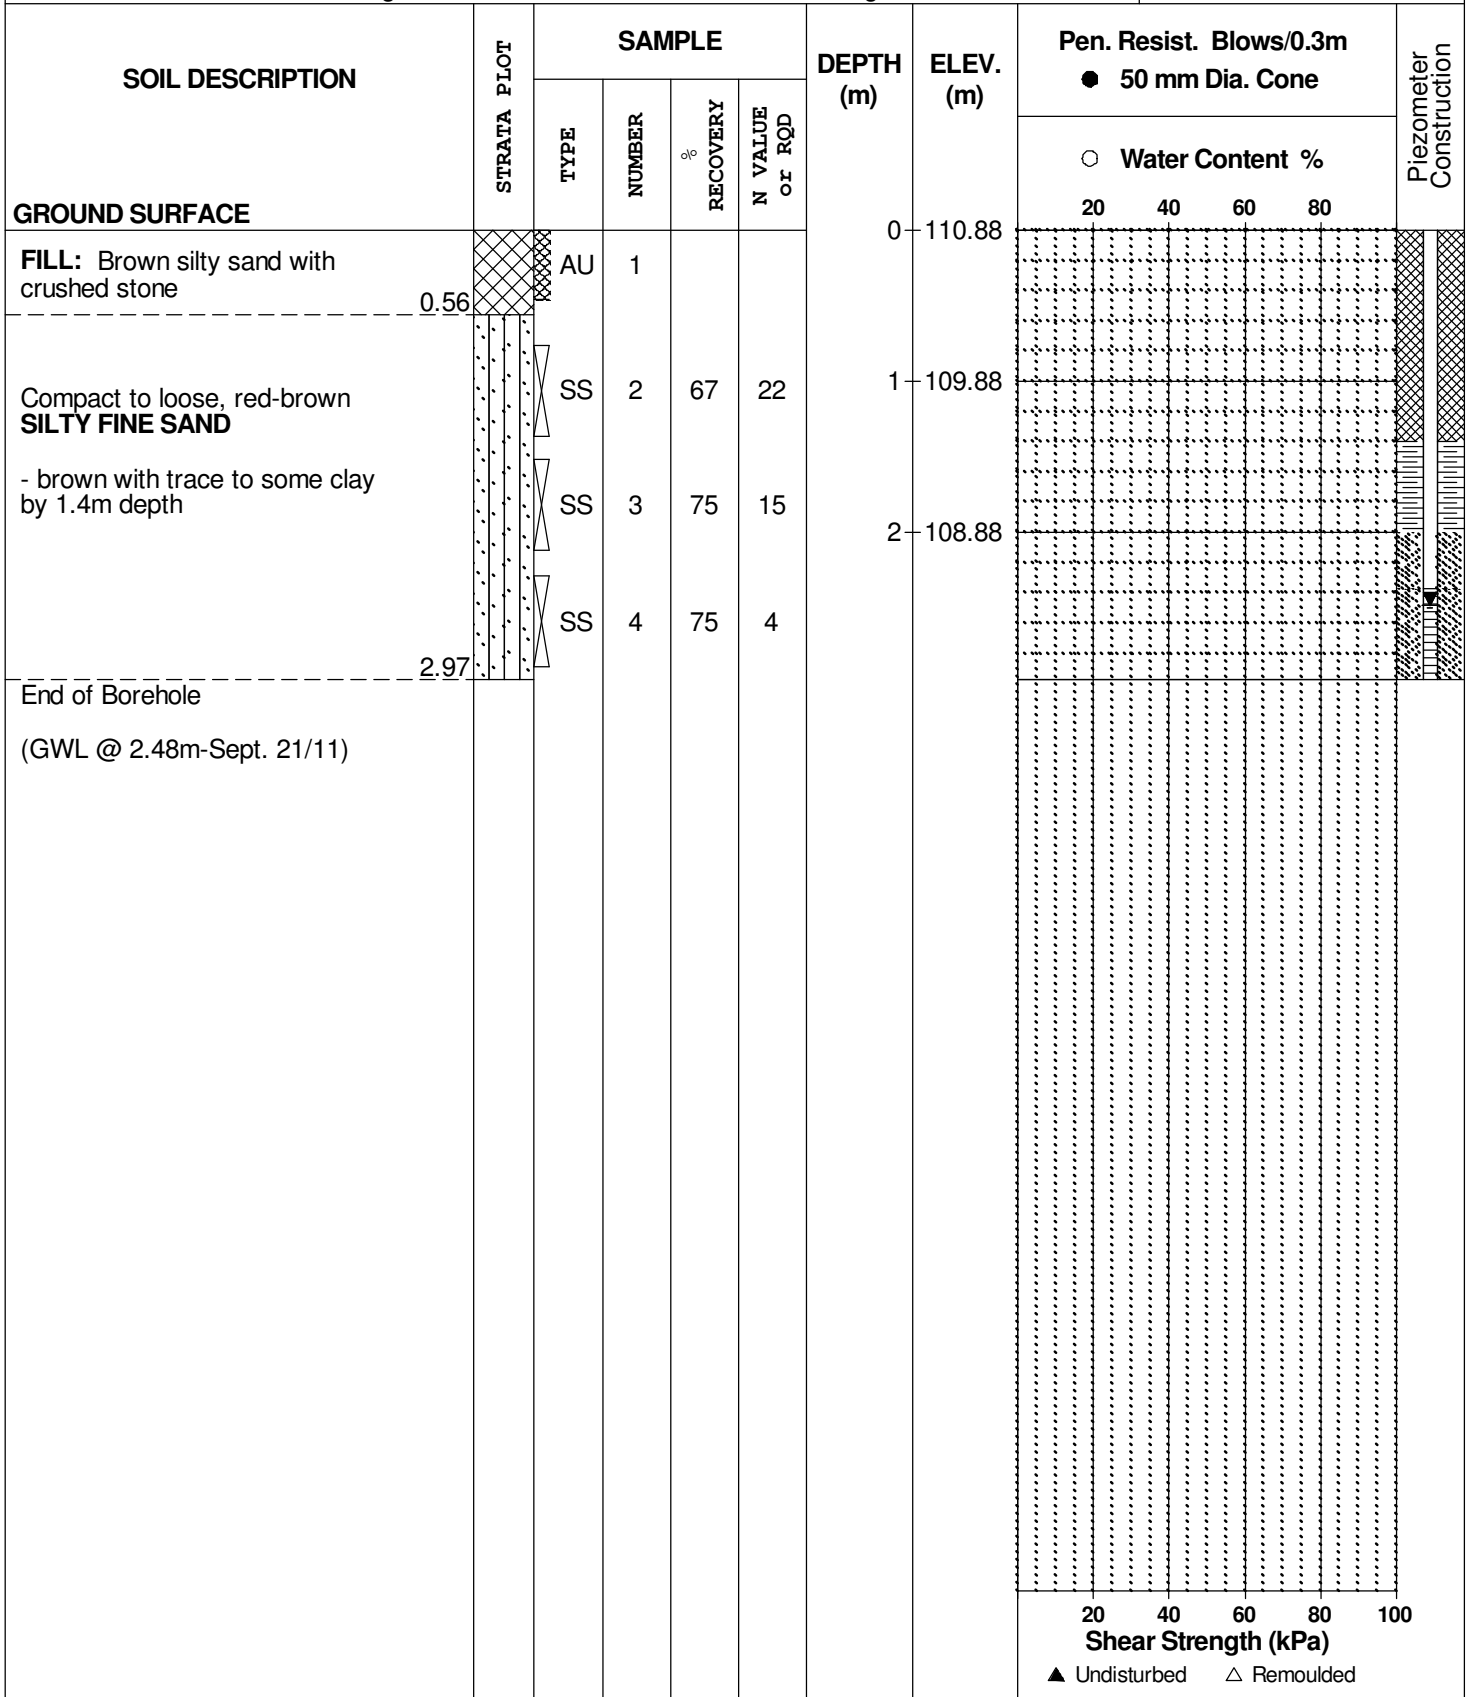 SOIL DESCRIPTION
STRATA PLOT
SAMPLE
TYPE
NUMBER
% RECOVERY
N VALUE or RQD
DEPTH
(m)
ELEV.
(m)
Pen. Resist. Blows/0.3m
● 50 mm Dia. Cone
○ Water Content %
Piezometer
Construction
20 40 60 80
GROUND SURFACE
0 110.88
FILL: Brown silty sand with
crushed stone
0.56
AU 1
Compact to loose, red-brown
SILTY FINE SAND
SS 2 67 22
1 109.88
- brown with trace to some clay
by 1.4m depth
SS 3 75 15
2 108.88
SS 4 75 4
2.97
End of Borehole
(GWL @ 2.48m-Sept. 21/11)
20 40 60 80 100
Shear Strength (kPa)
▲ Undisturbed △ Remoulded